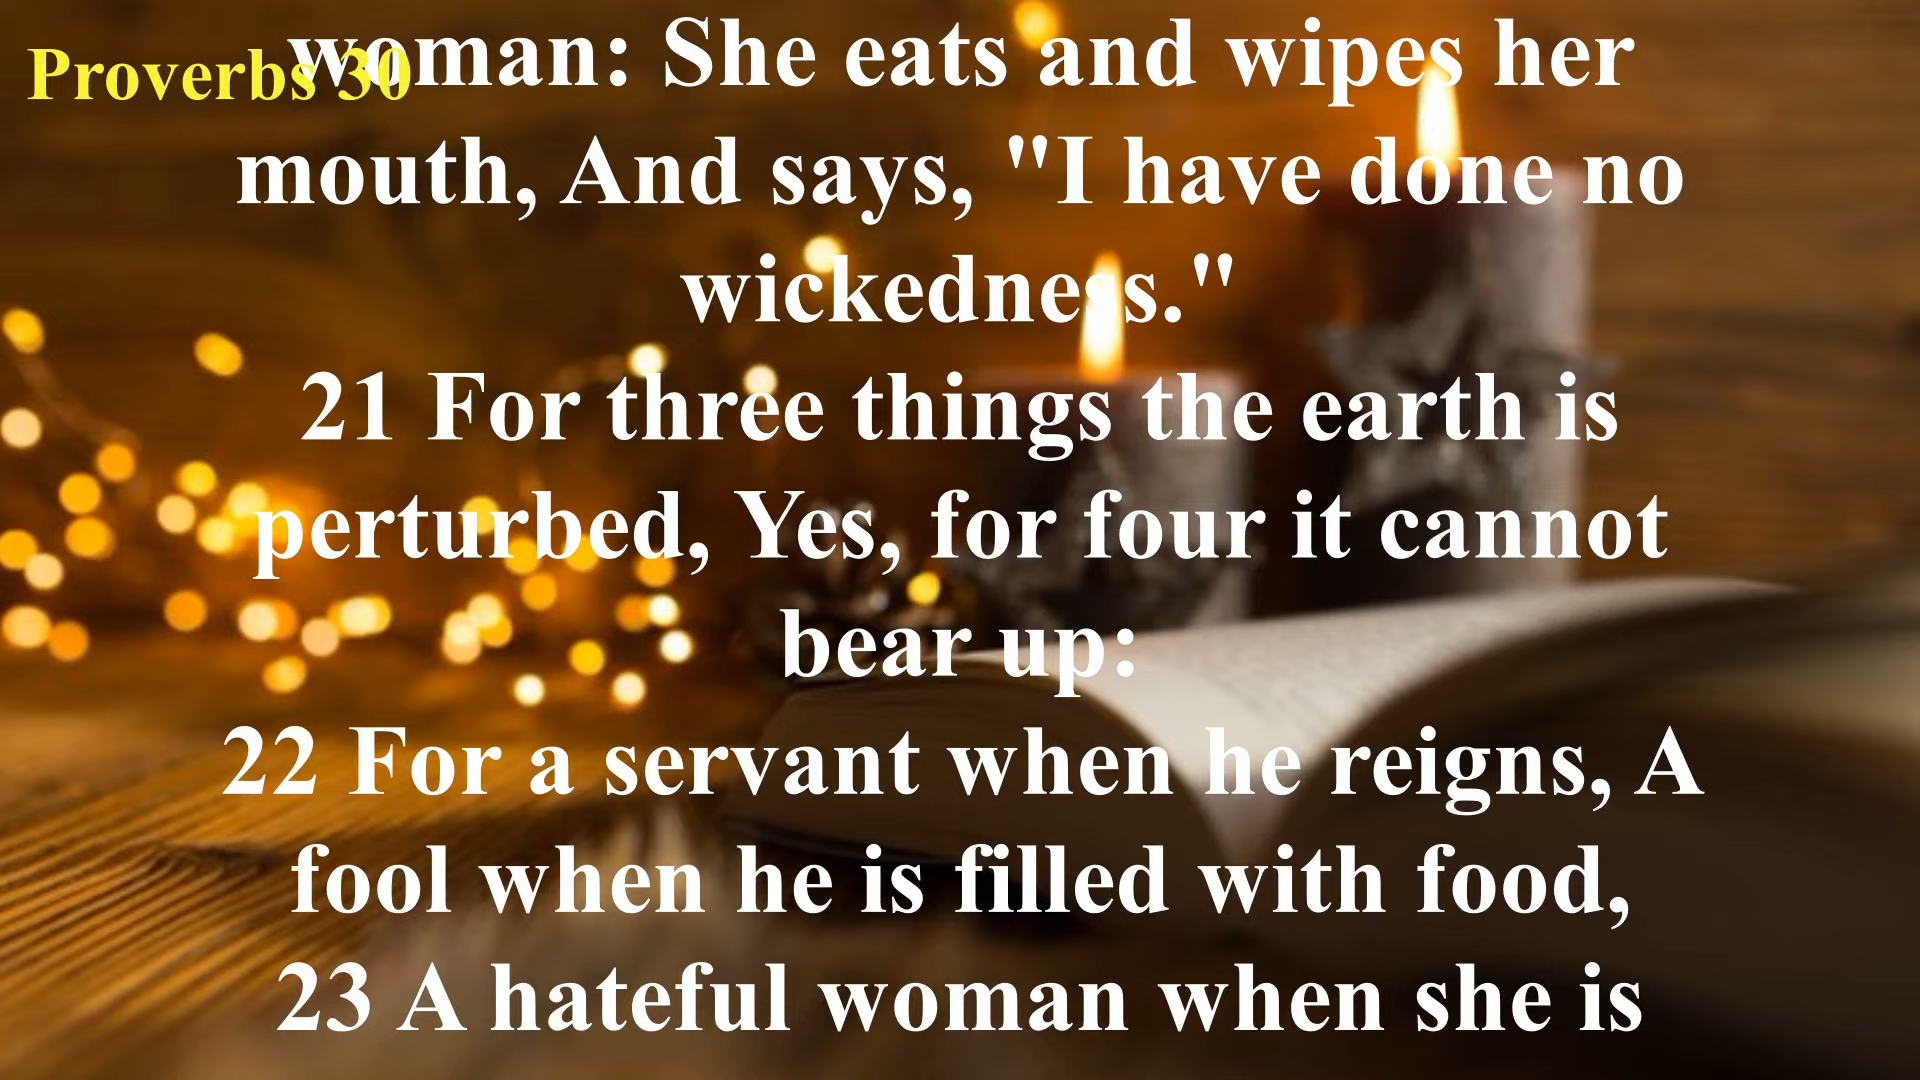 Proverbs 30
woman: She eats and wipes her
mouth, And says, "I have done no
wickedness."
21 For three things the earth is
perturbed, Yes, for four it cannot
bear up:
22 For a servant when he reigns, A
fool when he is filled with food,
23 A hateful woman when she is